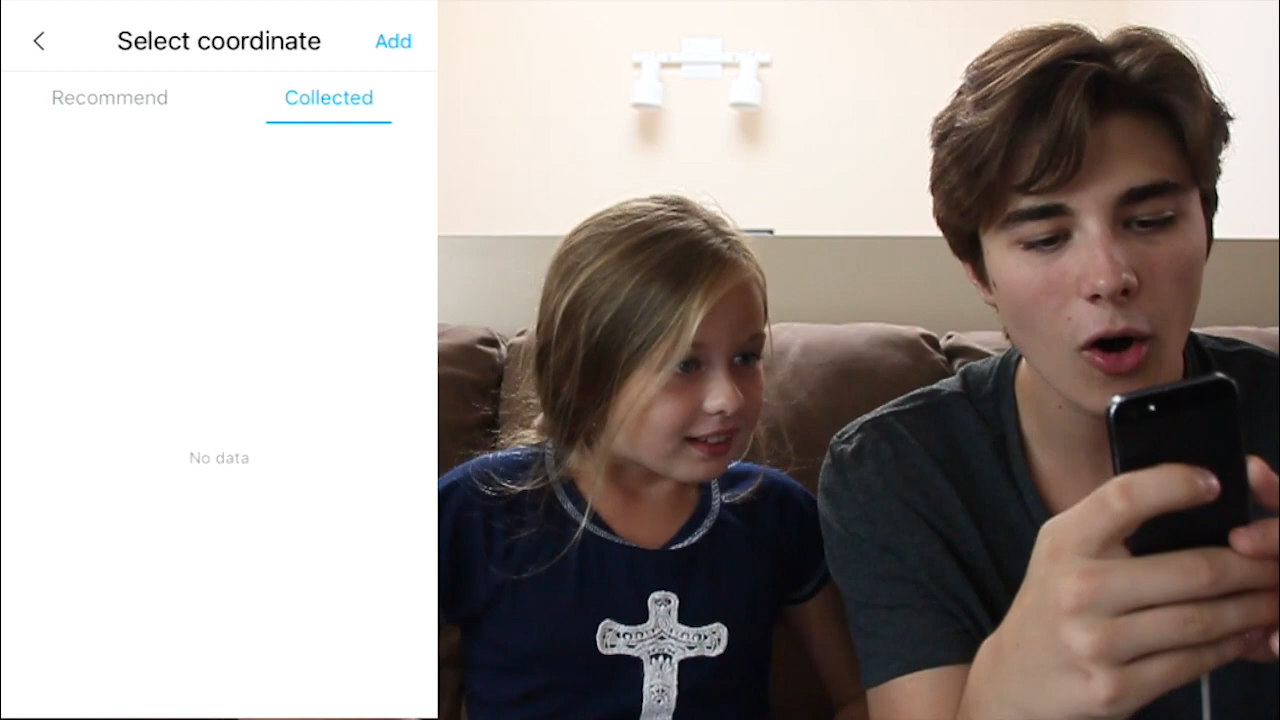 Select coordinate
Add
Recommend
Collected
No data